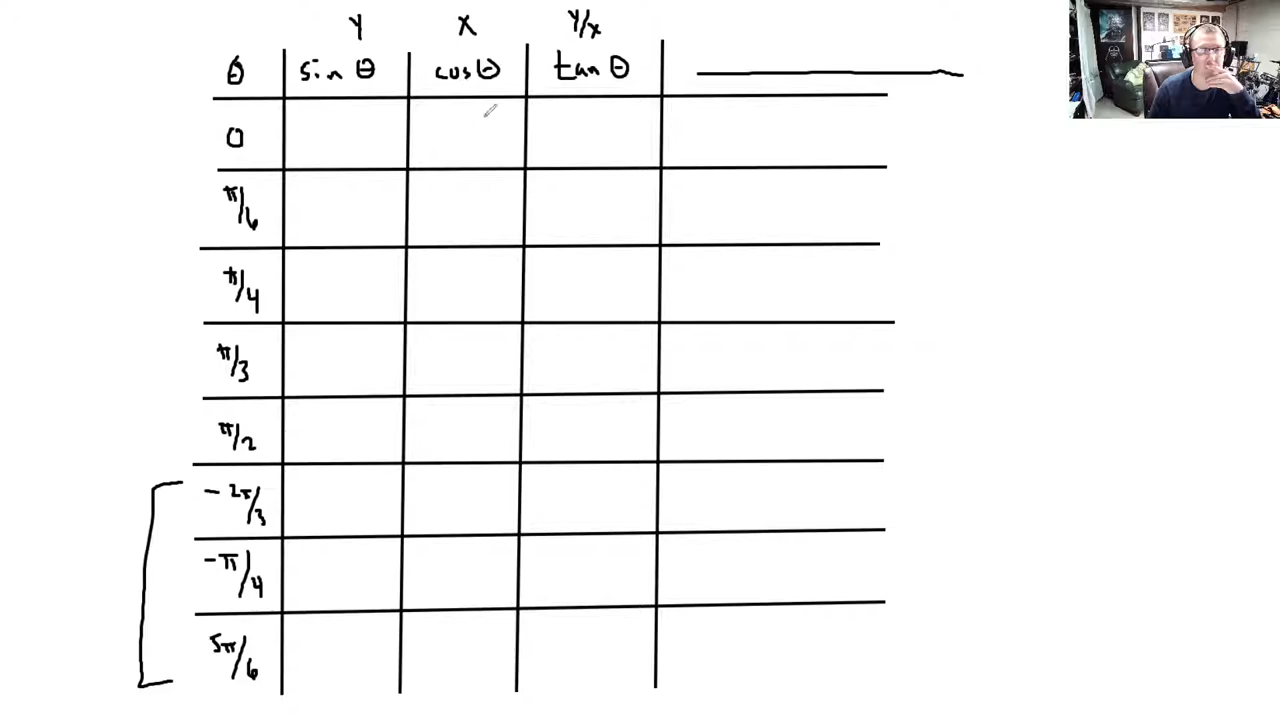 Y X Y/x
θ sin θ cos θ tan θ
0
π/6
π/4
π/3
π/2
- 2π/3
-π/4
5π/6